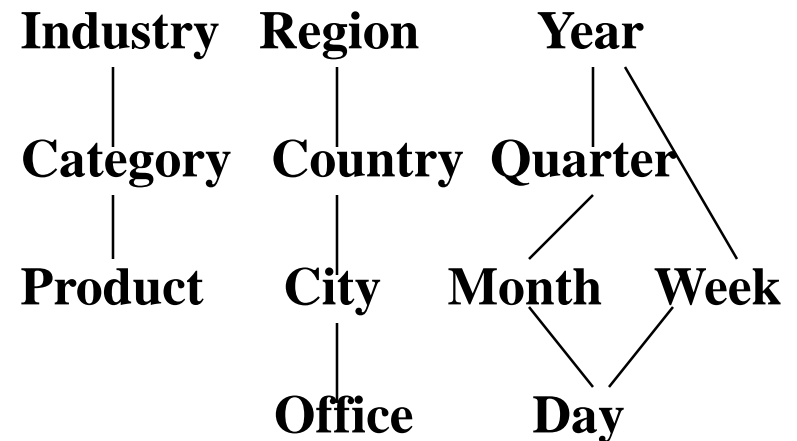 Industry Region Year
Category Country Quarter
Product City Month Week
Office Day